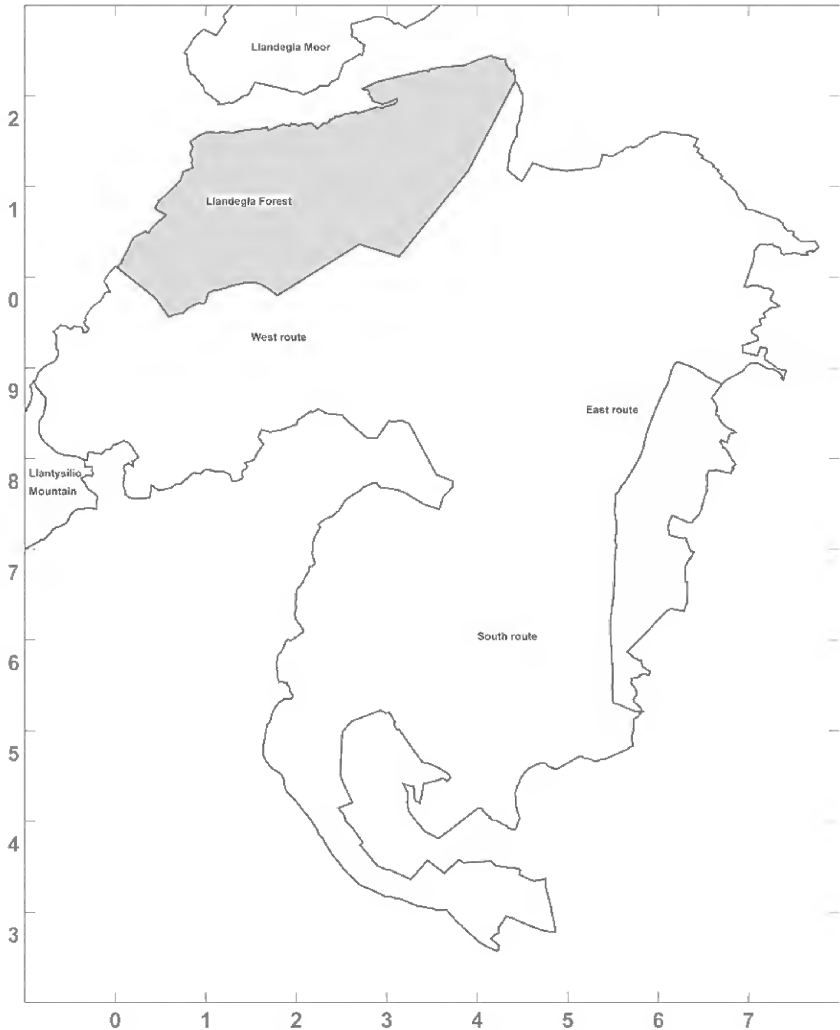 Llandegla Moor
2
1
Llandegla Forest
0
West route
9
East route
Llantysilio
8
Mountain
7
South route
6
5
4
3
0 1 2 3 4 5 6 7